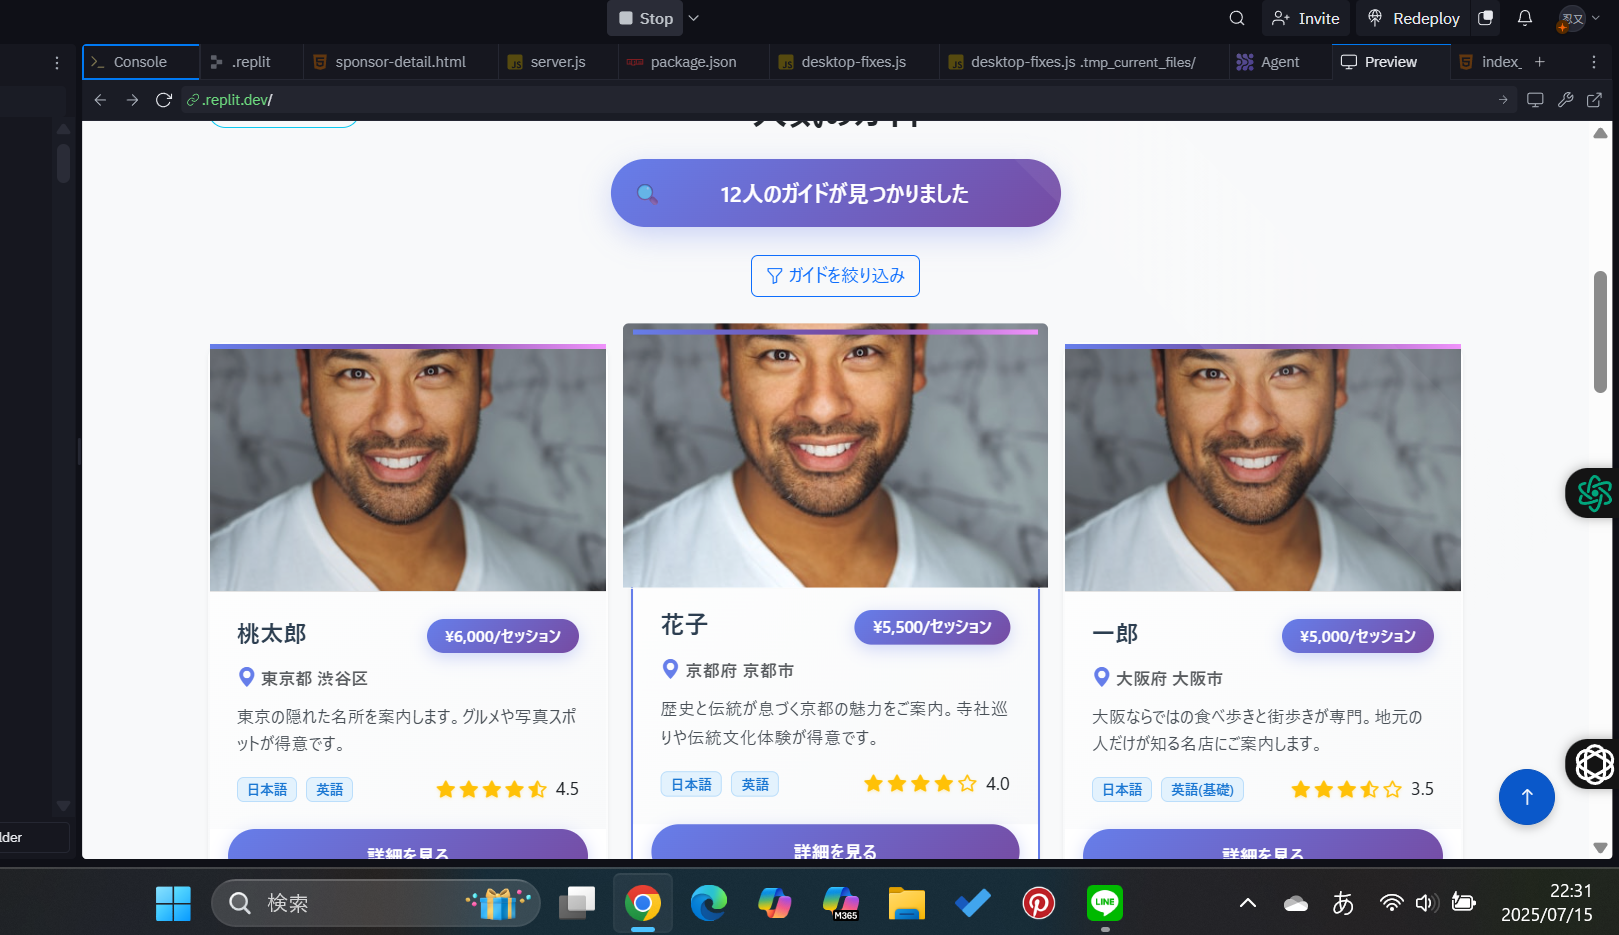 Stop
Invite
Redeploy
Console
.replit
sponsor-detail.html
server.js
package.json
desktop-fixes.js
desktop-fixes.js .tmp_current_files/
Agent
Preview
index_
.replit.dev/
12人のガイドが見つかりました
ガイドを絞り込み
桃太郎
¥6,000/セッション
東京都 渋谷区
東京の隠れた名所を案内します。グルメや写真スポ
ットが得意です。
日本語
英語
4.5
詳細を見る
花子
¥5,500/セッション
京都府 京都市
歴史と伝統が息づく京都の魅力をご案内。寺社巡
りや伝統文化体験が得意です。
日本語
英語
4.0
詳細を見る
一郎
¥5,000/セッション
大阪府 大阪市
大阪ならではの食べ歩きと街歩きが専門。地元の
人だけが知る名店にご案内します。
日本語
英語(基礎)
3.5
詳細を見る
lder
検索
M365
LINE
あ
22:31
2025/07/15